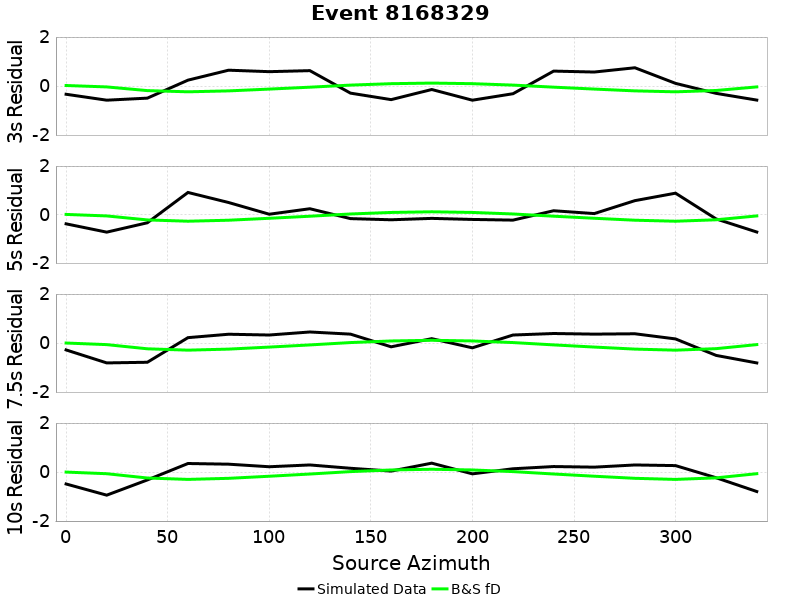 Event 8168329
3s Residual
2
0
-2
5s Residual
2
0
-2
7.5s Residual
2
0
-2
10s Residual
2
0
-2
0 50 100 150 200 250 300
Source Azimuth
Simulated Data B&S fD